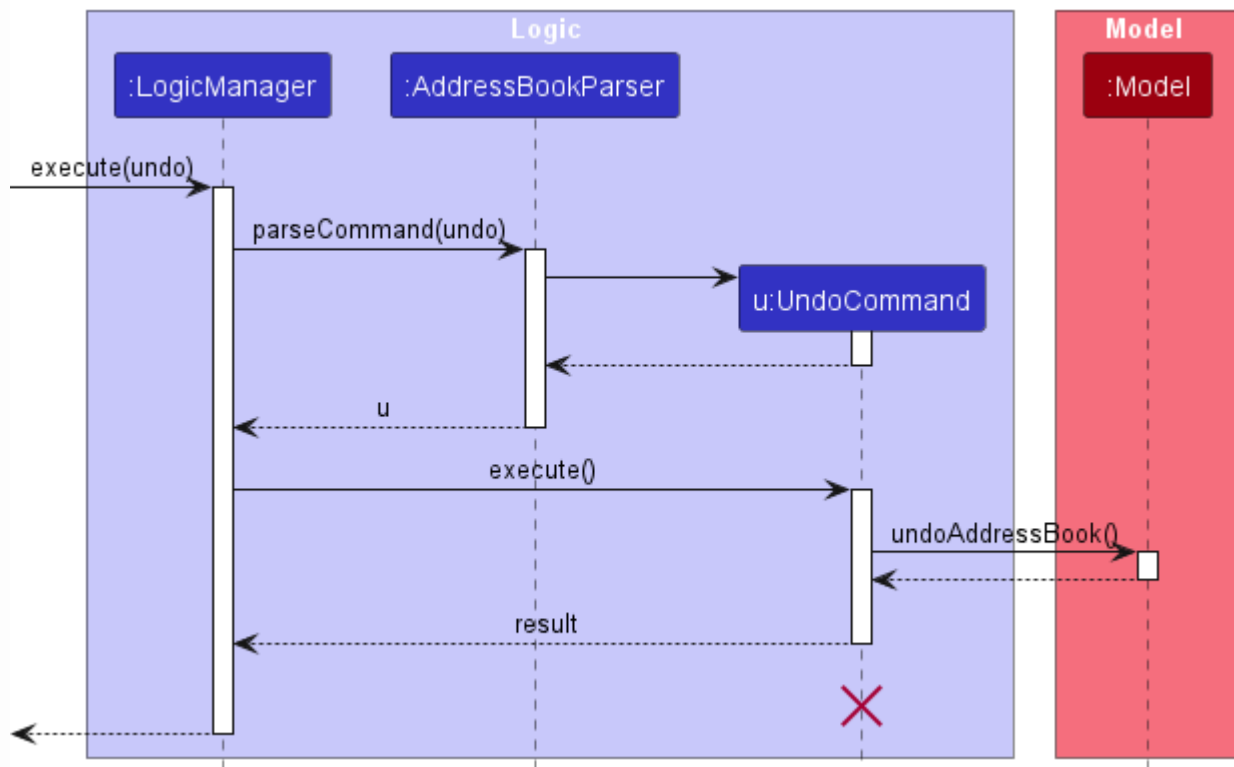 Logic
Model
:LogicManager
:AddressBookParser
:Model
execute(undo)
parseCommand(undo)
u:UndoCommand
u
execute()
undoAddressBook()
result